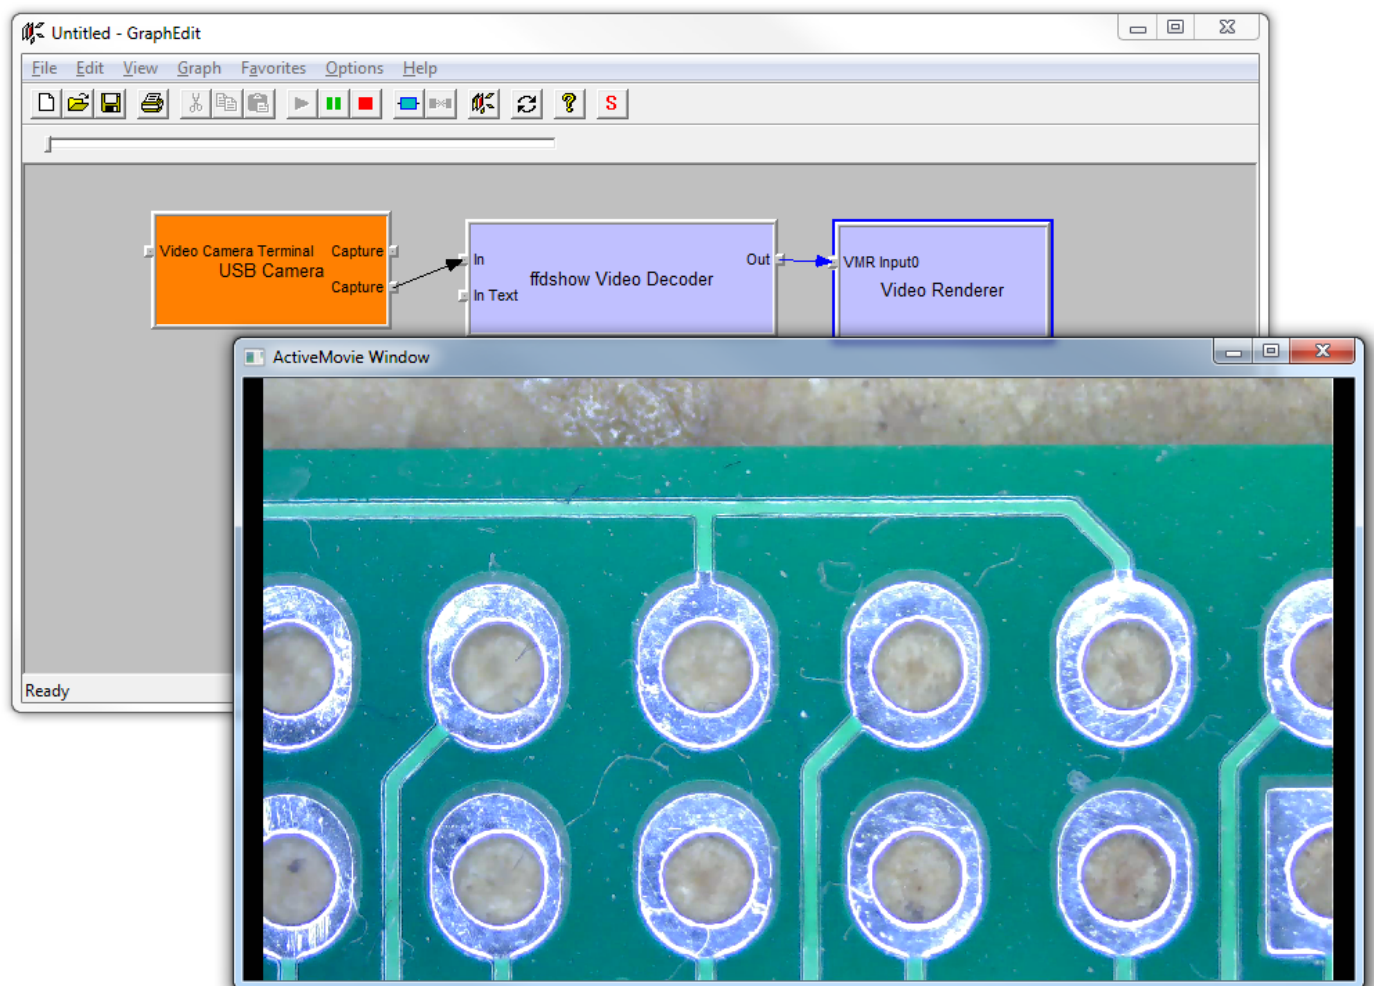 Untitled - GraphEdit
File Edit View Graph Favorites Options Help
S
Video Camera Terminal Capture
USB Camera
Capture
In
In Text
ffdshow Video Decoder
Out
VMR Input0
Video Renderer
ActiveMovie Window
Ready